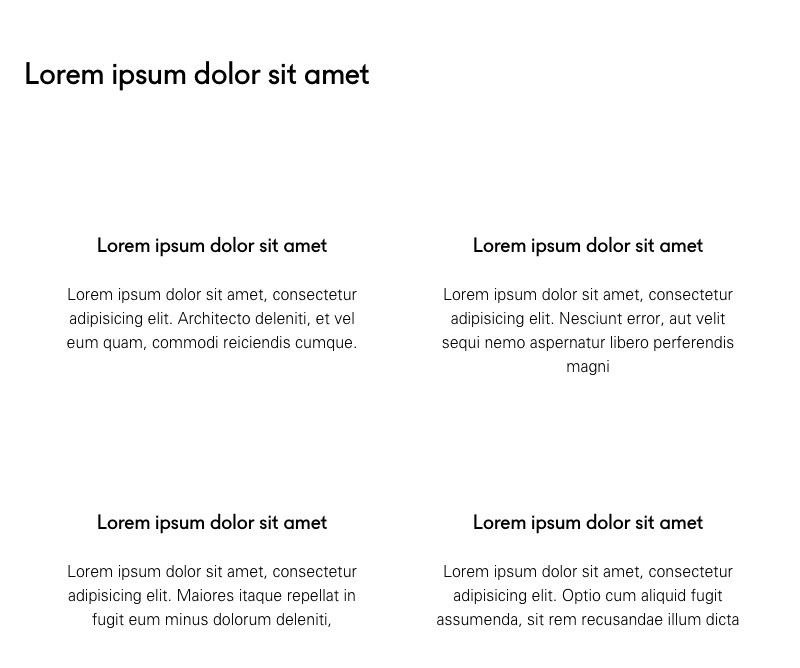 Lorem ipsum dolor sit amet
Lorem ipsum dolor sit amet
Lorem ipsum dolor sit amet, consectetur
adipisicing elit. Architecto deleniti, et vel
eum quam, commodi reiciendis cumque.
Lorem ipsum dolor sit amet
Lorem ipsum dolor sit amet, consectetur
adipisicing elit. Nesciunt error, aut velit
sequi nemo aspernatur libero perferendis
magni
Lorem ipsum dolor sit amet
Lorem ipsum dolor sit amet, consectetur
adipisicing elit. Maiores itaque repellat in
fugit eum minus dolorum deleniti,
Lorem ipsum dolor sit amet
Lorem ipsum dolor sit amet, consectetur
adipisicing elit. Optio cum aliquid fugit
assumenda, sit rem recusandae illum dicta